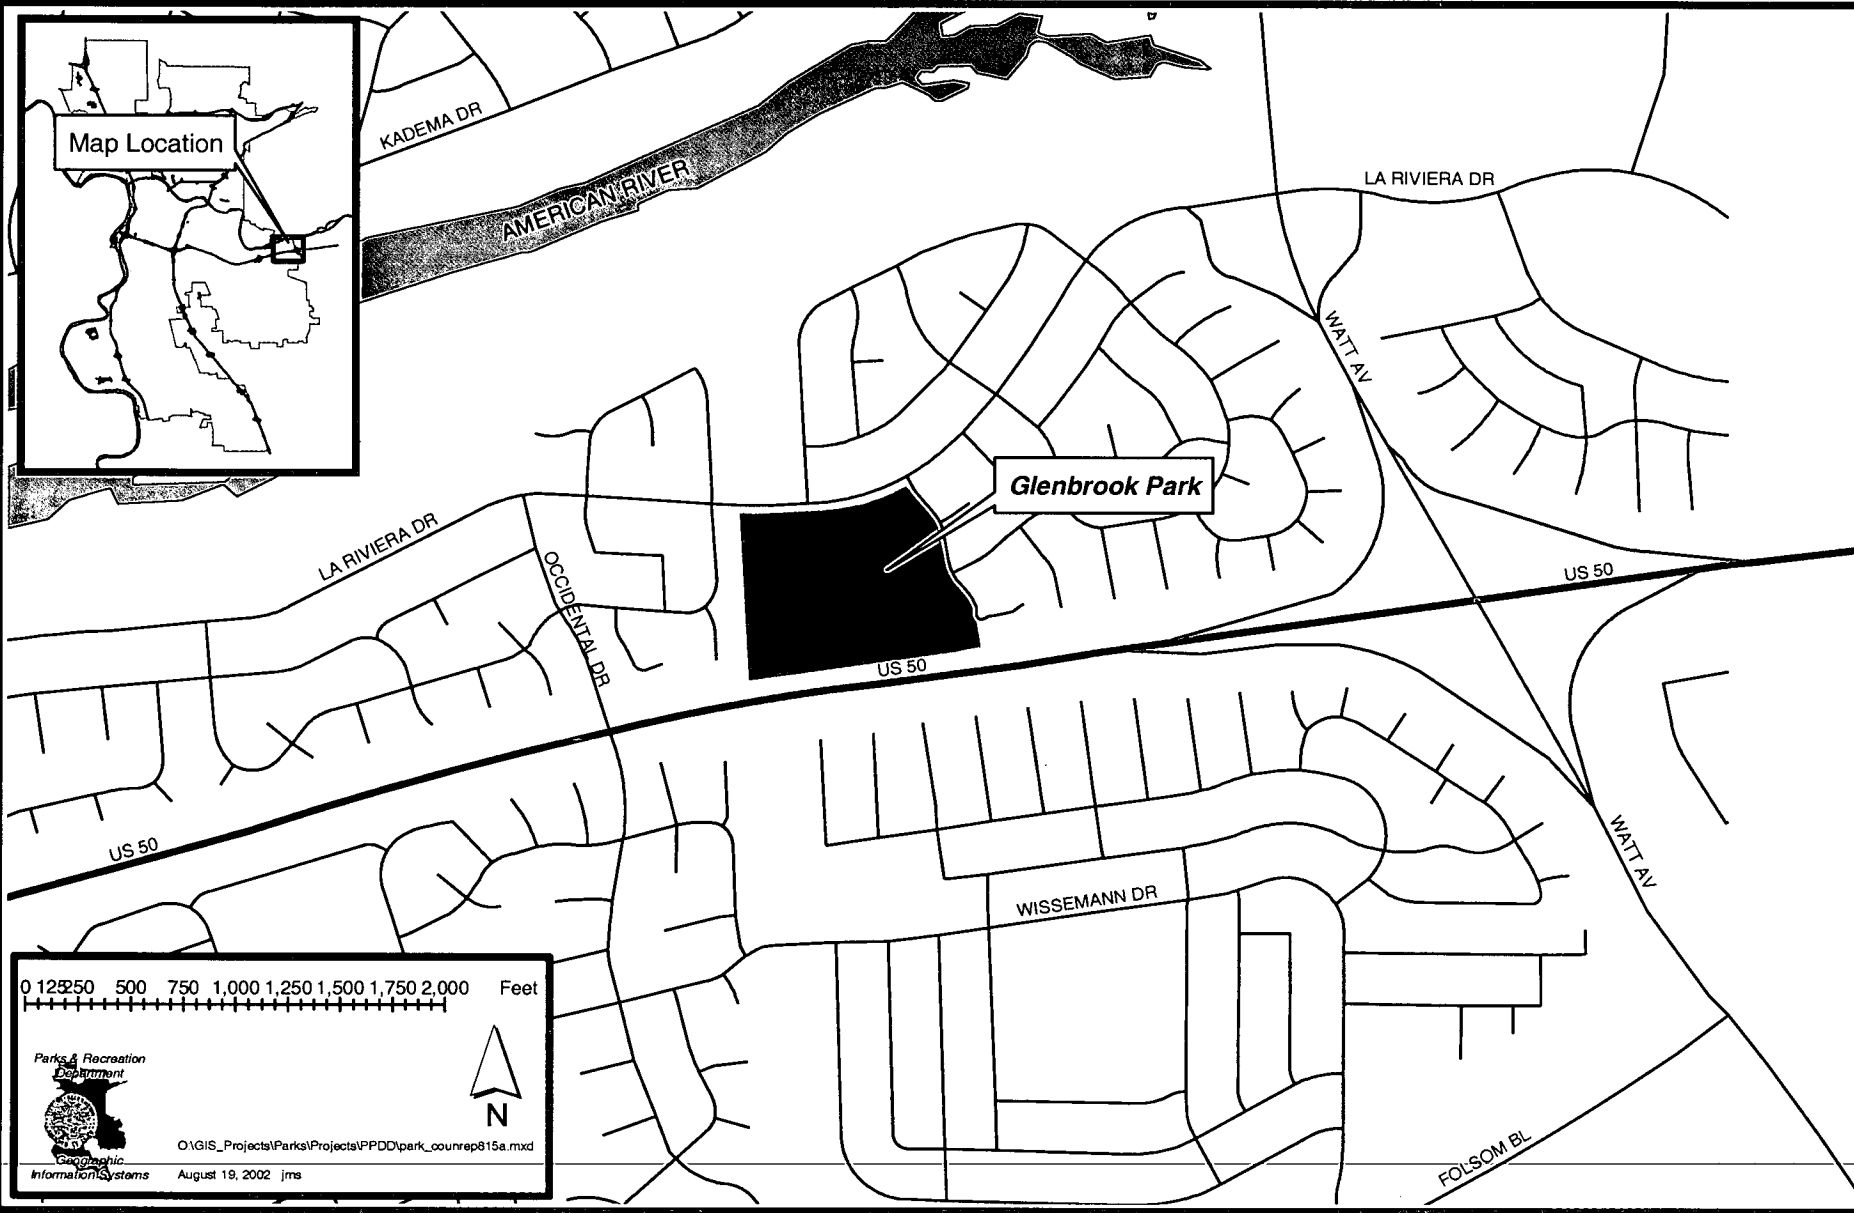 Map Location
KADEMA DR
AMERICAN RIVER
LA RIVIERA DR
WATT AV
Glenbrook Park
LA RIVIERA DR
OCCIDENTAL DR
US 50
US 50
US 50
WATT AV
WISSEMANN DR
FOLSOM BL
0 125 250 500 750 1,000 1,250 1,500 1,750 2,000 Feet
Parks & Recreation
Department
N
O:\GIS_Projects\Parks\Projects\PPDD\park_counrep815a.mxd
Geographic
Information Systems
August 19, 2002 jms